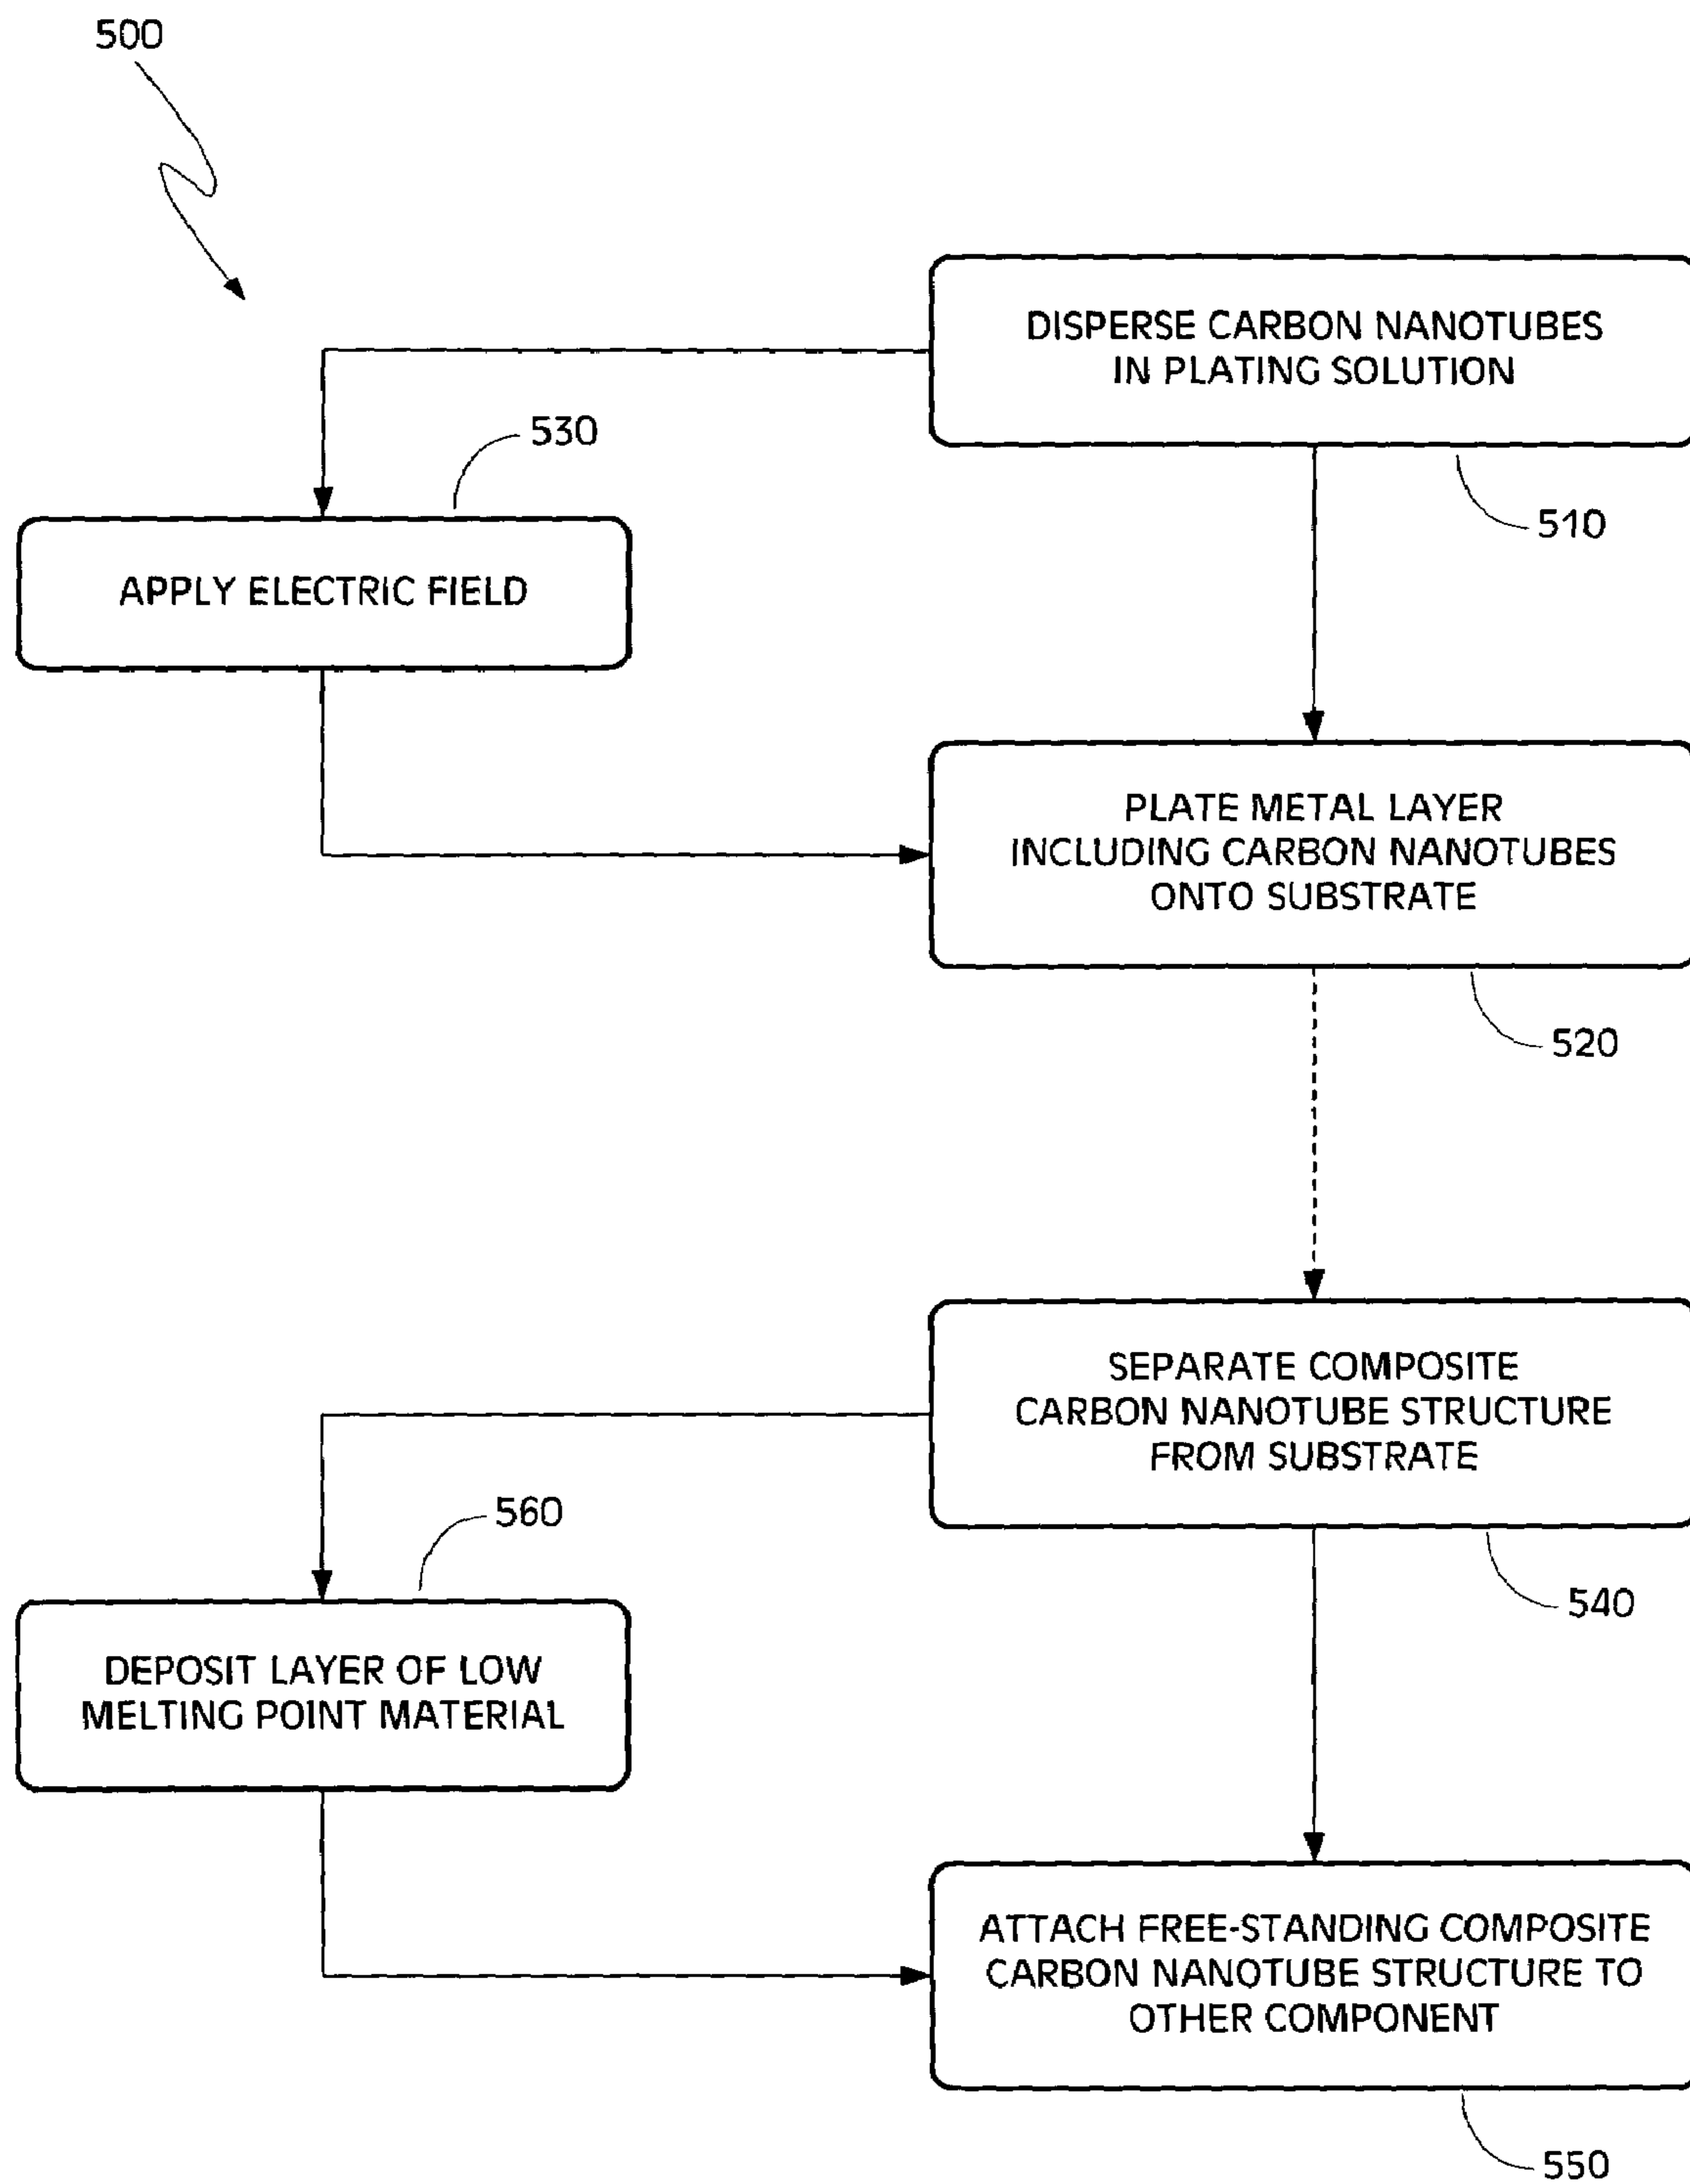 500
DISPERSE CARBON NANOTUBES
IN PLATING SOLUTION
530
510
APPLY ELECTRIC FIELD
PLATE METAL LAYER
INCLUDING CARBON NANOTUBES
ONTO SUBSTRATE
520
SEPARATE COMPOSITE
CARBON NANOTUBE STRUCTURE
FROM SUBSTRATE
560
540
DEPOSIT LAYER OF LOW
MELTING POINT MATERIAL
ATTACH FREE-STANDING COMPOSITE
CARBON NANOTUBE STRUCTURE TO
OTHER COMPONENT
550